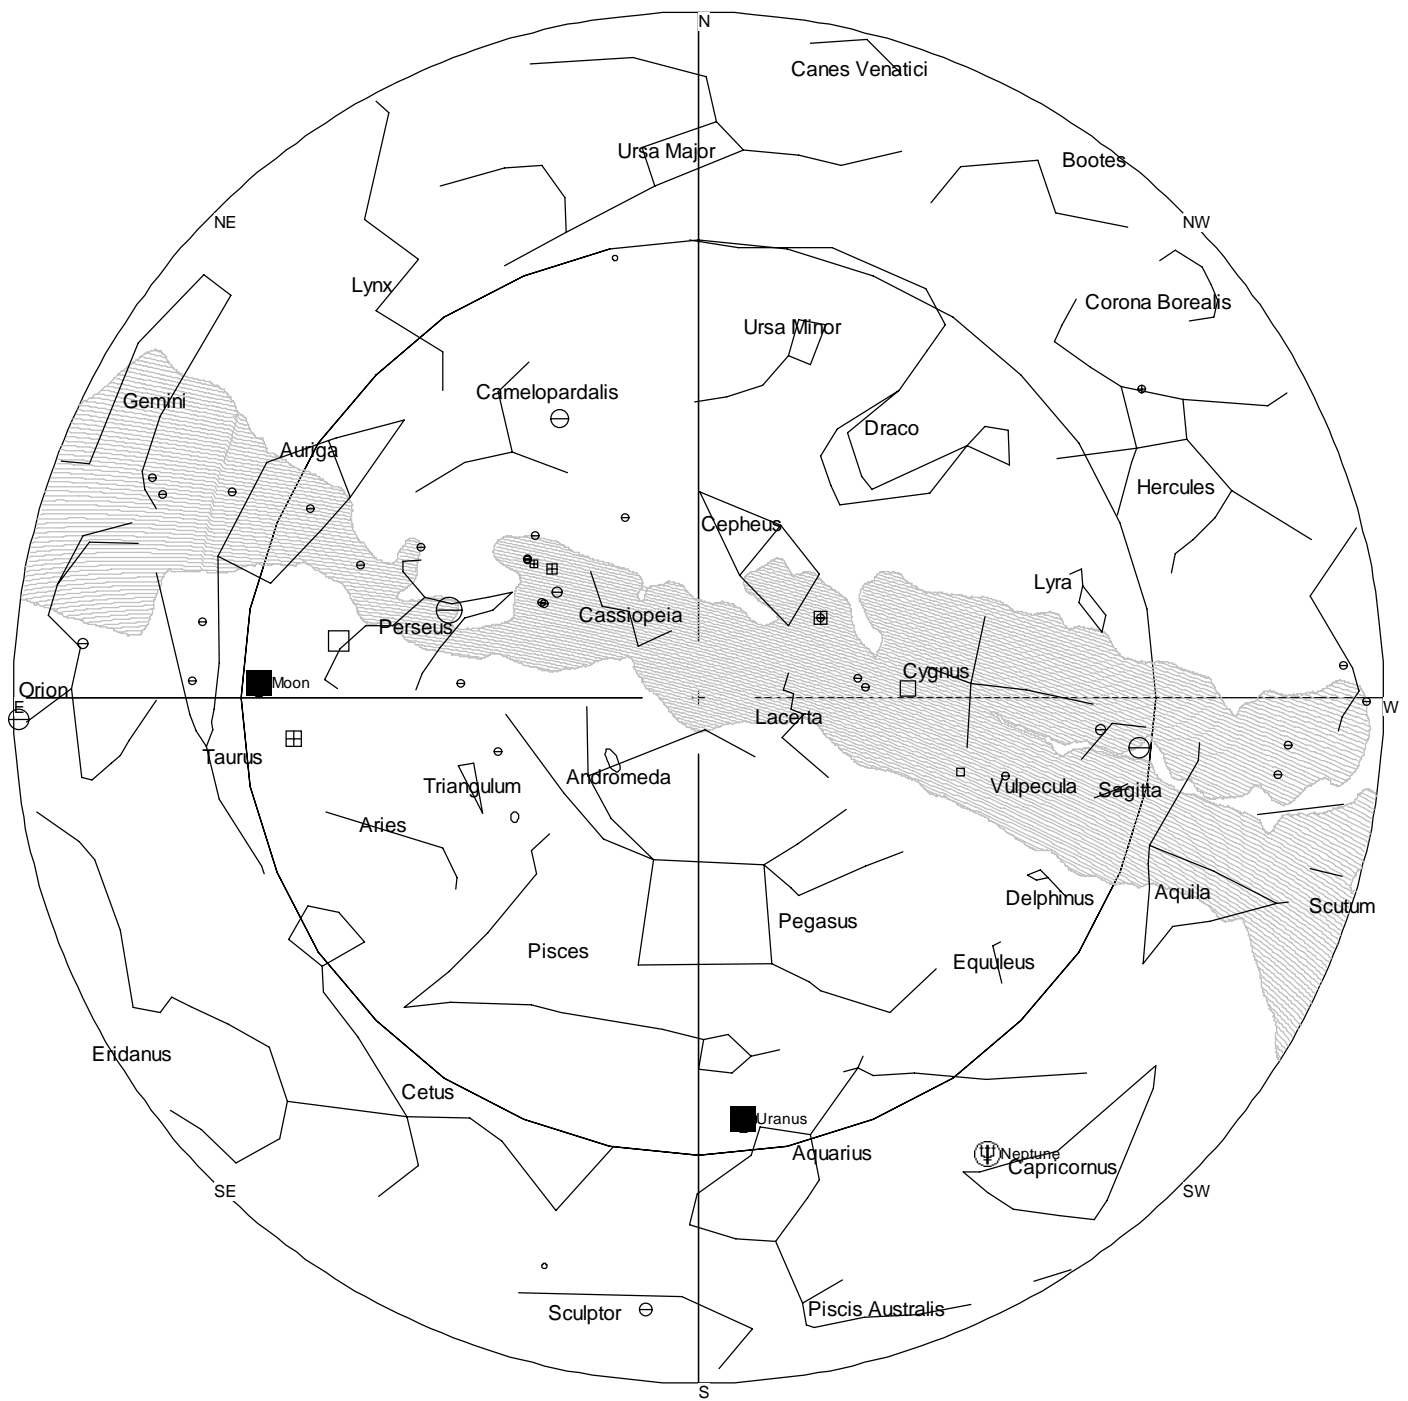 N
Canes Venatici
Ursa Major
Bootes
NE
NW
Lynx
Corona Borealis
Ursa Minor
Camelopardalis
Gemini
Draco
Auriga
Hercules
Cepheus
Lyra
Cassiopeia
Perseus
Cygnus
Moon
Orion
E
W
Lacerta
Taurus
Andromeda
Triangulum
Vulpecula
Sagitta
Aries
Delphinus
Aquila
Scutum
Pegasus
Pisces
Equuleus
Eridanus
Cetus
Uranus
Aquarius
Neptune
Capricornus
SE
SW
Sculptor
Piscis Australis
S